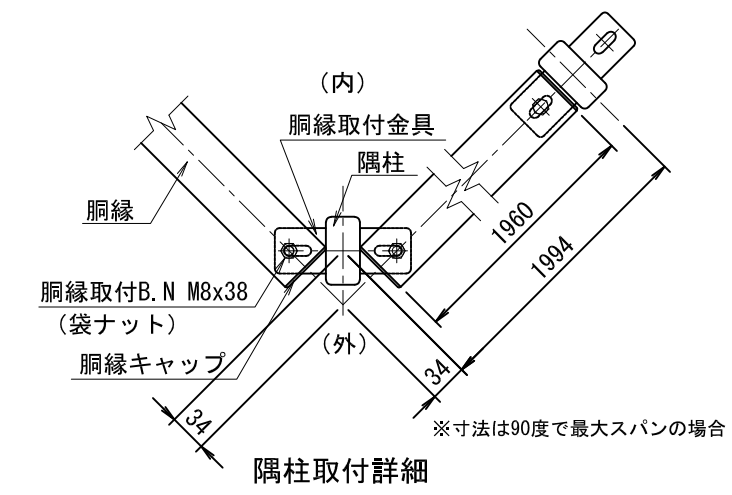 (内)
胴縁取付金具
隅柱
胴縁
1960
1994
胴縁取付B.N M8x38
(袋ナット)
(外)
胴縁キャップ
34
34
※寸法は90度で最大スパンの場合
隅柱取付詳細